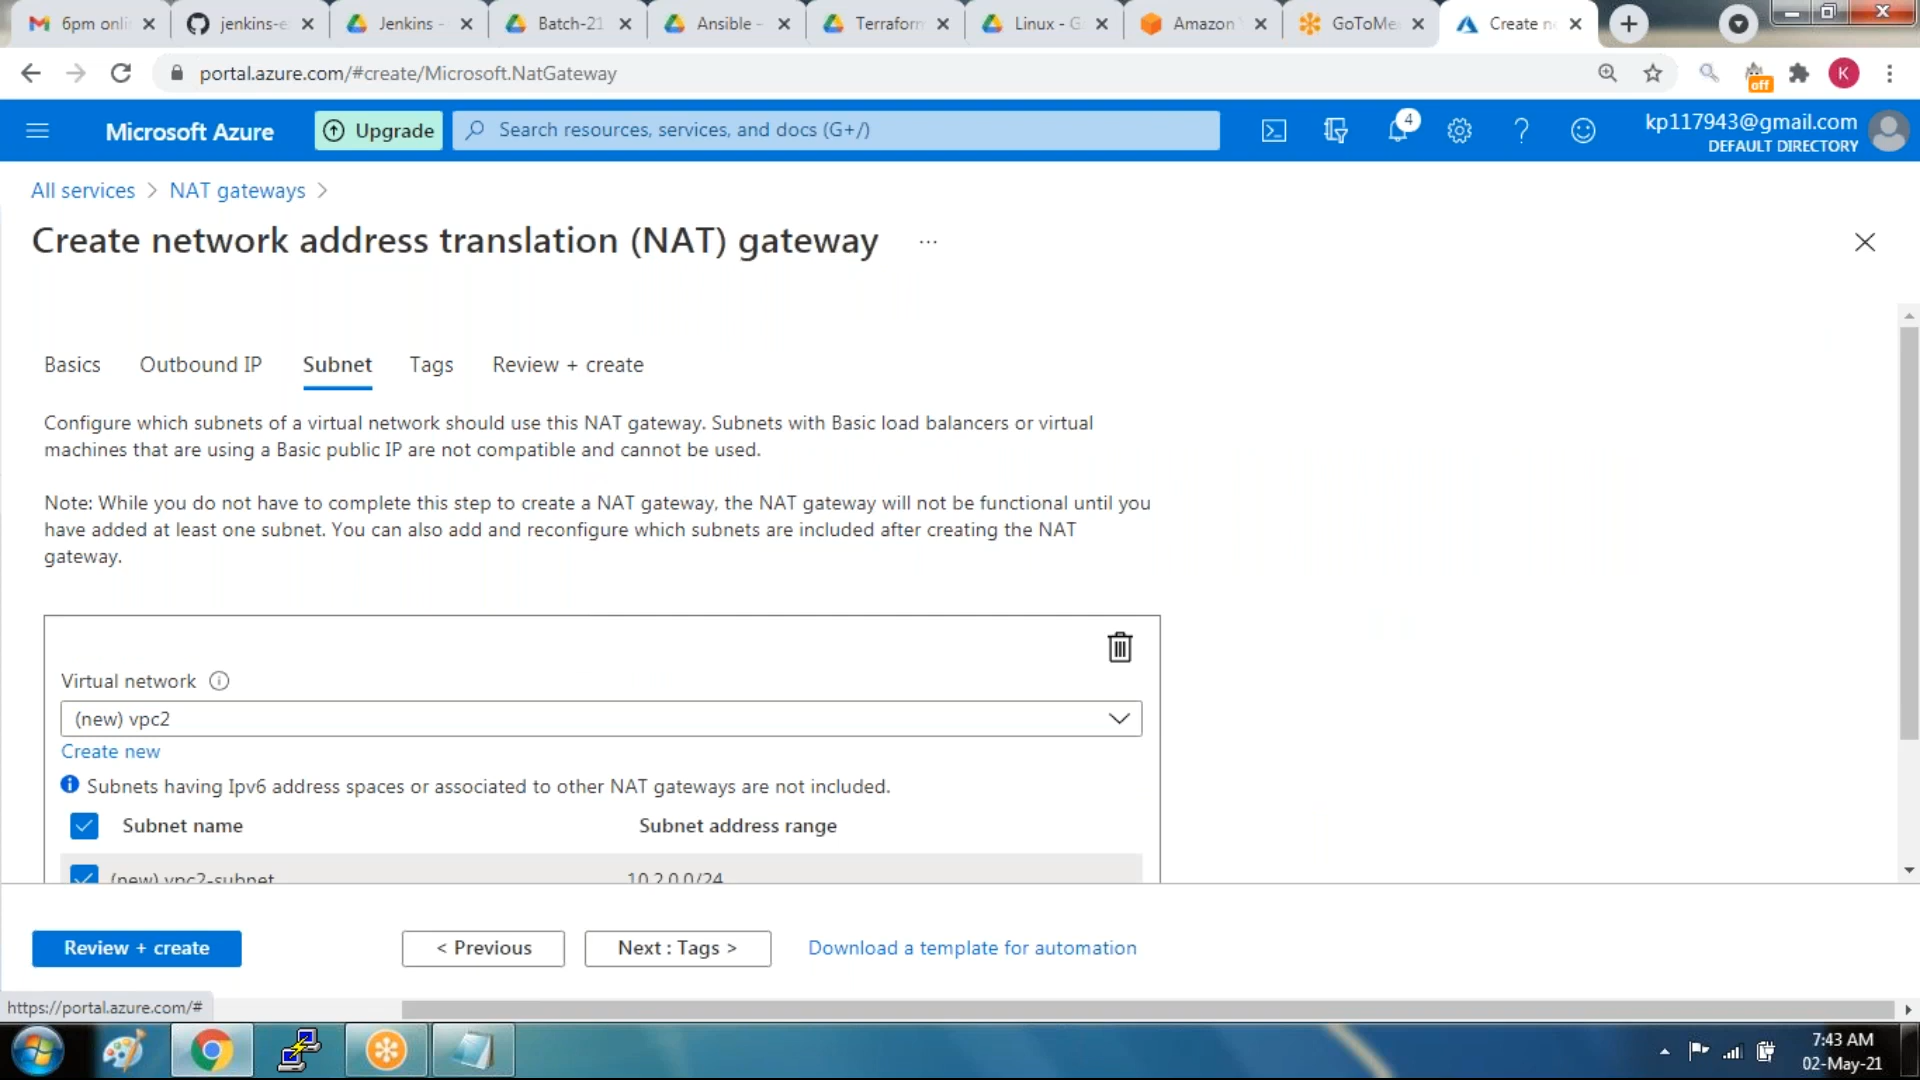 6pm onli
jenkins-e
Jenkins -
Batch-21
Ansible -
Terraform
Linux - G
Amazon
GoToMe
Create n
portal.azure.com/#create/Microsoft.NatGateway
off
K
Microsoft Azure
Upgrade
Search resources, services, and docs (G+/)
4
kp117943@gmail.com
DEFAULT DIRECTORY
All services > NAT gateways >
Create network address translation (NAT) gateway ...
Basics
Outbound IP
Subnet
Tags
Review + create
Configure which subnets of a virtual network should use this NAT gateway. Subnets with Basic load balancers or virtual
machines that are using a Basic public IP are not compatible and cannot be used.
Note: While you do not have to complete this step to create a NAT gateway, the NAT gateway will not be functional until you
have added at least one subnet. You can also add and reconfigure which subnets are included after creating the NAT
gateway.
Virtual network
(new) vpc2
Create new
Subnets having Ipv6 address spaces or associated to other NAT gateways are not included.
Subnet name
Subnet address range
(new) vpc2-subnet
10.2.0.0/24
Review + create
< Previous
Next : Tags >
Download a template for automation
https://portal.azure.com/#
7:43 AM
02-May-21